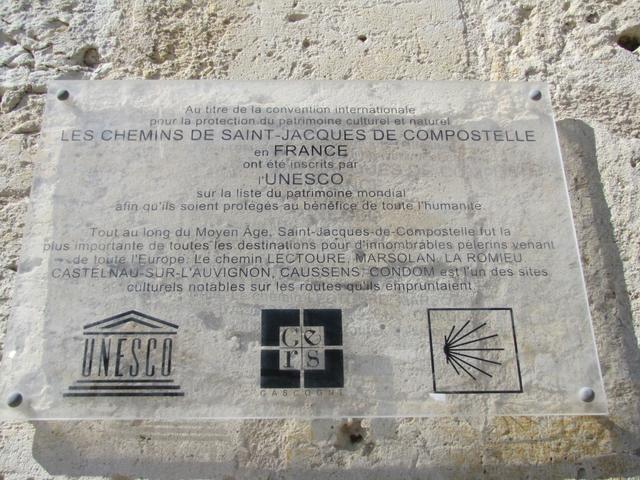 Au titre de la convention internationale
pour la protection du patrimoine culturel et naturel
LES CHEMINS DE SAINT-JACQUES DE COMPOSTELLE
en FRANCE
ont été inscrits par
l'UNESCO
sur la liste du patrimoine mondial
afin qu'ils soient protégés au bénéfice de toute l'humanité.
Tout au long du Moyen Âge, Saint-Jacques-de-Compostelle fut la
plus importante de toutes les destinations pour d'innombrables pèlerins venant
de toute l'Europe. Le chemin LECTOURE, MARSOLAN, LA ROMIEU
CASTELNAU-SUR-L'AUVIGNON, CAUSSENS, CONDOM est l'un des sites
culturels notables sur les routes qu'ils empruntaient.
UNESCO
Ge
rs
GASCOGNE